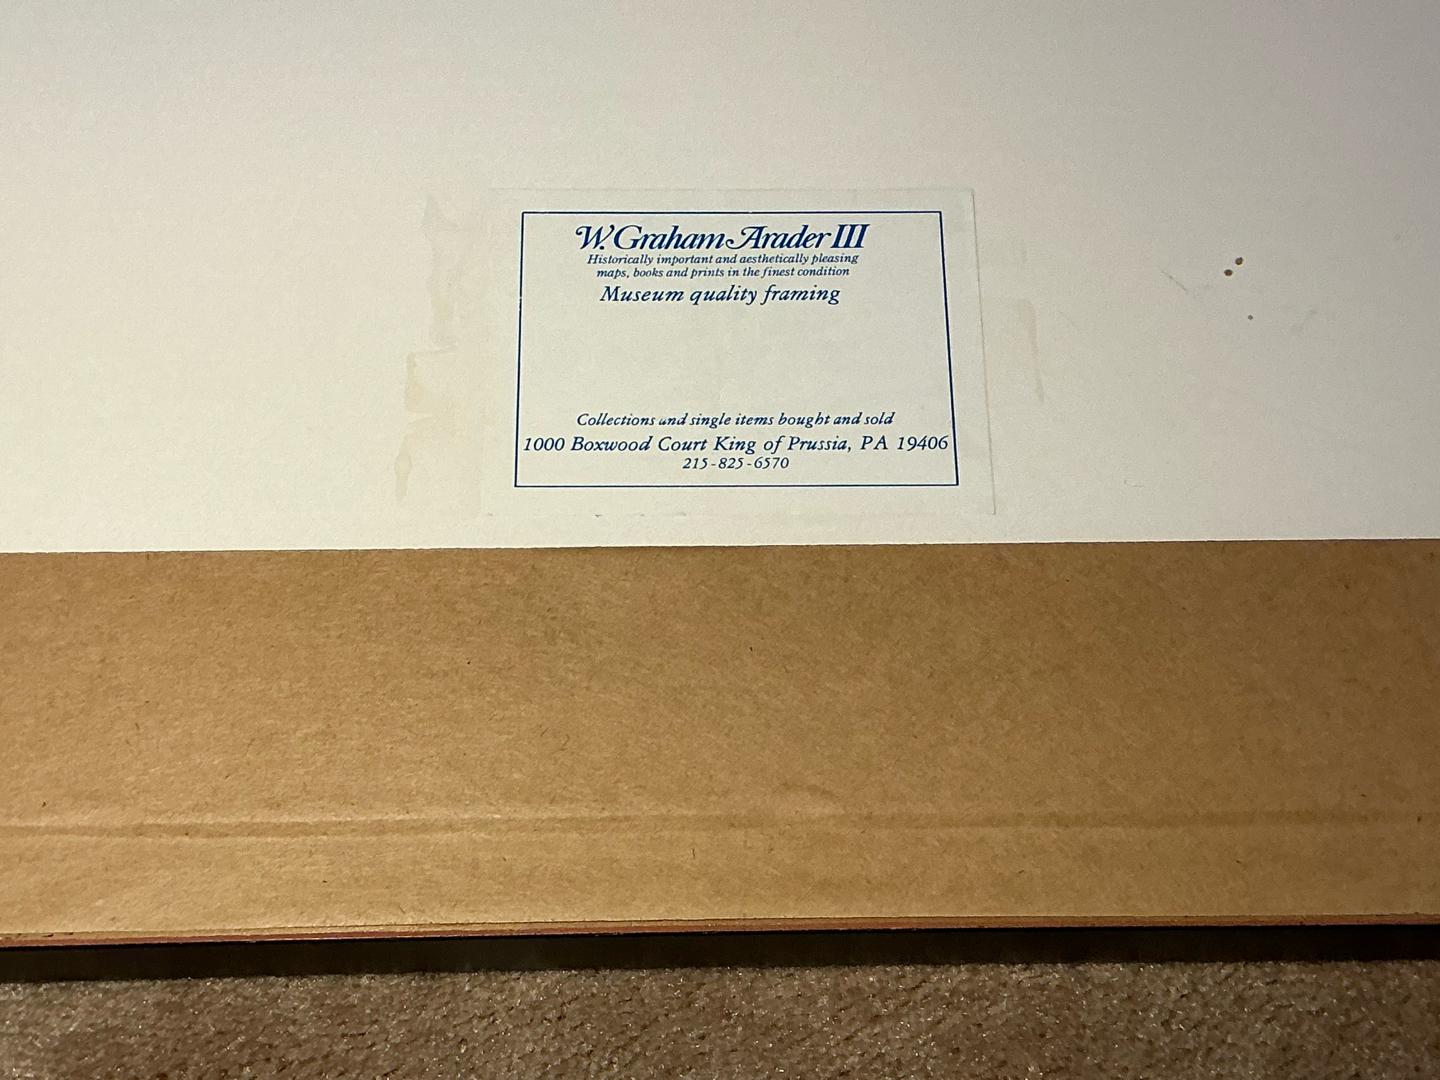 W. Graham Arader III
Historically important and aesthetically pleasing
maps, books and prints in the finest condition
Museum quality framing
Collections and single items bought and sold
1000 Boxwood Court King of Prussia, PA 19406
215-825-6570